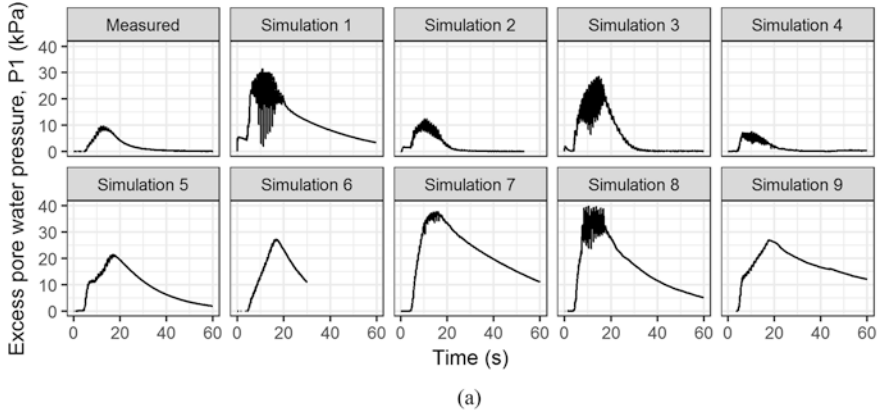 Measured Simulation 1 Simulation 2 Simulation 3 Simulation 4
40
30
20
10
0
Simulation 5 Simulation 6 Simulation 7 Simulation 8 Simulation 9
40
30
20
10
0
Excess pore water pressure, P1 (kPa)
0 20 40 60 0 20 40 60 0 20 40 60 0 20 40 60 0 20 40 60
Time (s)
(a)